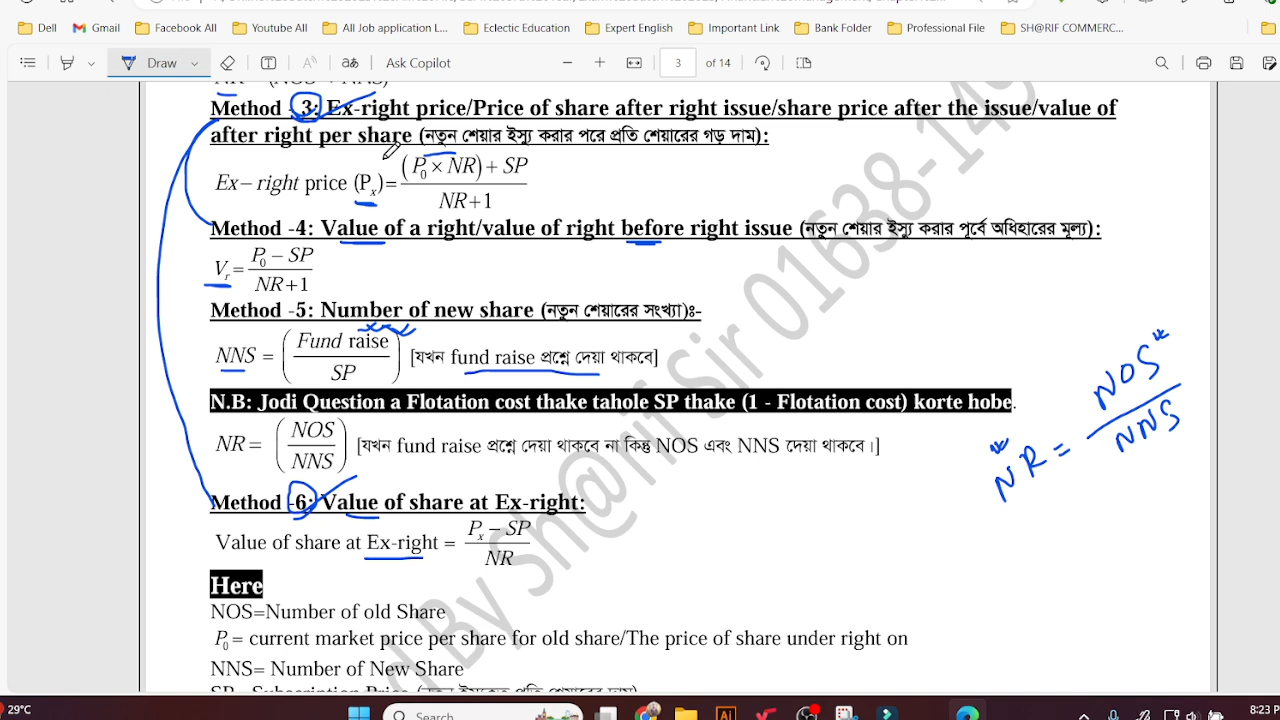 Dell Gmail Facebook All Youtube All All Job application L... Eclectic Education Expert English Important Link Bank Folder Professional File SH@RIF COMMERC...
Draw Ask Copilot 3 of 14
Method - 3: Ex-right price/Price of share after right issue/share price after the issue/value of
after right per share (নতুন শেয়ার ইস্যু করার পরে প্রতি শেয়ারের গড় দাম):
Ex – right price (Px)= (P0 × NR) + SP / NR + 1
Method -4: Value of a right/value of right before right issue (নতুন শেয়ার ইস্যু করার পূর্বে অধিহারের মূল্য):
Vr = P0 – SP / NR + 1
Method -5: Number of new share (নতুন শেয়ারের সংখ্যা)ঃ-
NNS = (Fund raise / SP) [যখন fund raise প্রশ্নে দেয়া থাকবে]
N.B: Jodi Question a Flotation cost thake tahole SP thake (1 - Flotation cost) korte hobe.
NR = (NOS / NNS) [যখন fund raise প্রশ্নে দেয়া থাকবে না কিন্তু NOS এবং NNS দেয়া থাকবে।]
NR = NOS / NNS
Method -6: Value of share at Ex-right:
Value of share at Ex-right = Px – SP / NR
Here
NOS=Number of old Share
P0 = current market price per share for old share/The price of share under right on
NNS= Number of New Share
By Sh@rif Sir 01638-149
29°C Search 8:23 P